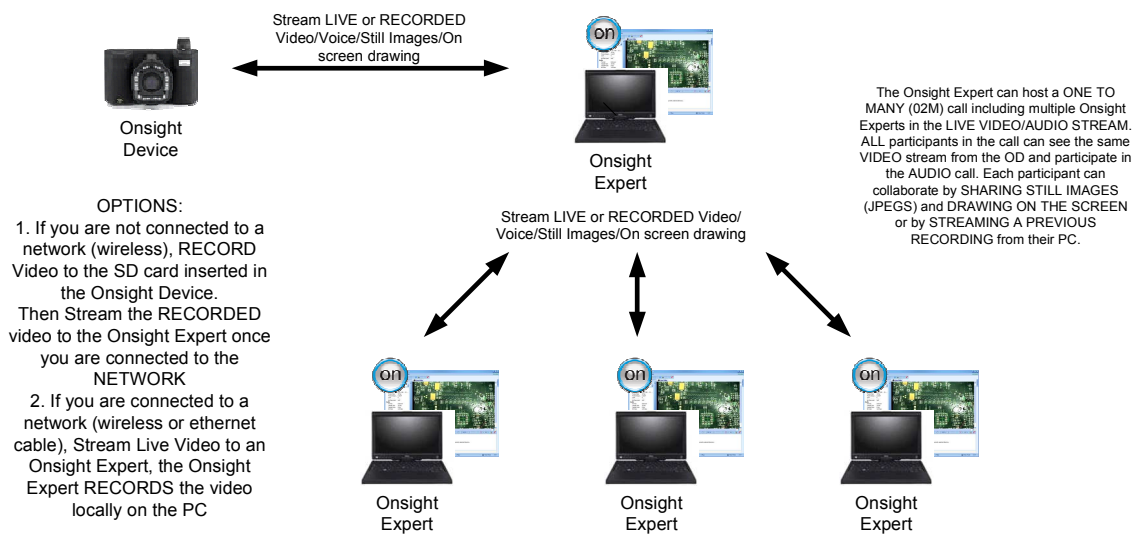 Stream LIVE or RECORDED
Video/Voice/Still Images/On
screen drawing
on
Onsight
Device
Onsight
Expert
The Onsight Expert can host a ONE TO
MANY (02M) call including multiple Onsight
Experts in the LIVE VIDEO/AUDIO STREAM.
ALL participants in the call can see the same
VIDEO stream from the OD and participate in
the AUDIO call. Each participant can
collaborate by SHARING STILL IMAGES
(JPEGS) and DRAWING ON THE SCREEN
or by STREAMING A PREVIOUS
RECORDING from their PC.
OPTIONS:
1. If you are not connected to a
network (wireless), RECORD
Video to the SD card inserted in
the Onsight Device.
Then Stream the RECORDED
video to the Onsight Expert once
you are connected to the
NETWORK
2. If you are connected to a
network (wireless or ethernet
cable), Stream Live Video to an
Onsight Expert, the Onsight
Expert RECORDS the video
locally on the PC
Stream LIVE or RECORDED Video/
Voice/Still Images/On screen drawing
on
on
on
Onsight
Expert
Onsight
Expert
Onsight
Expert